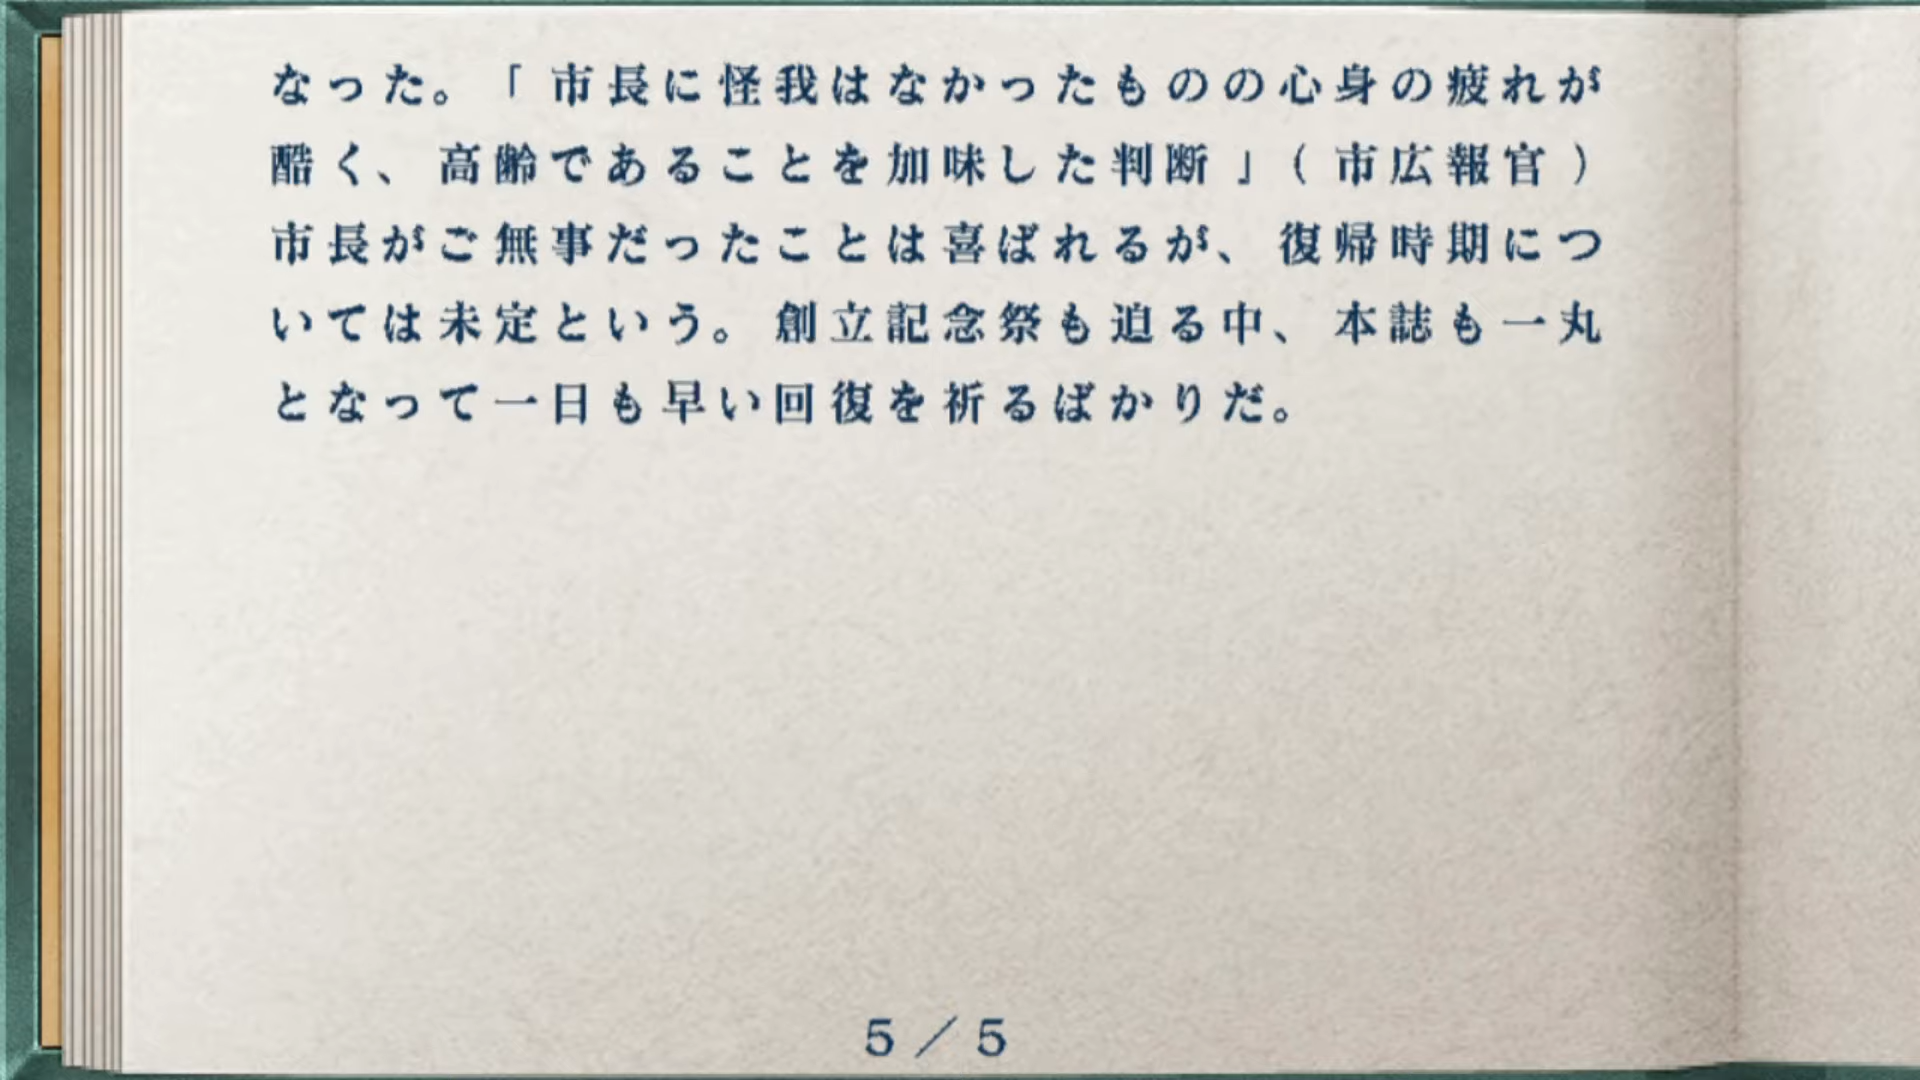 なった。「市長に怪我はなかったものの心身の疲れが
酷く、高齢であることを加味した判断」(市広報官)
市長がご無事だったことは喜ばれるが、復帰時期につ
いては未定という。創立記念祭も迫る中、本誌も一丸
となって一日も早い回復を祈るばかりだ。
5/5